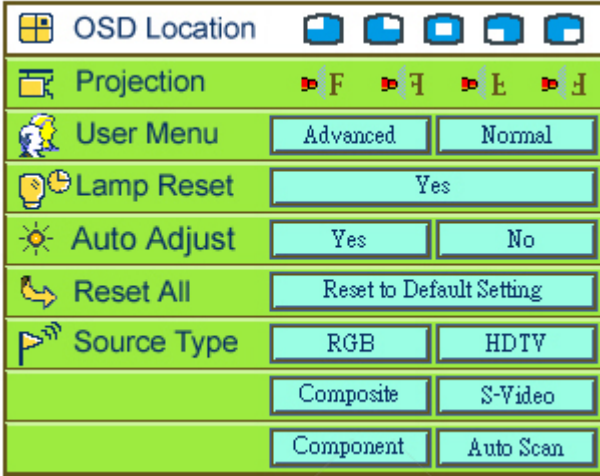 OSD Location
Projection F F F F
User Menu Advanced Normal
Lamp Reset Yes
Auto Adjust Yes No
Reset All Reset to Default Setting
Source Type RGB HDTV
Composite S-Video
Component Auto Scan